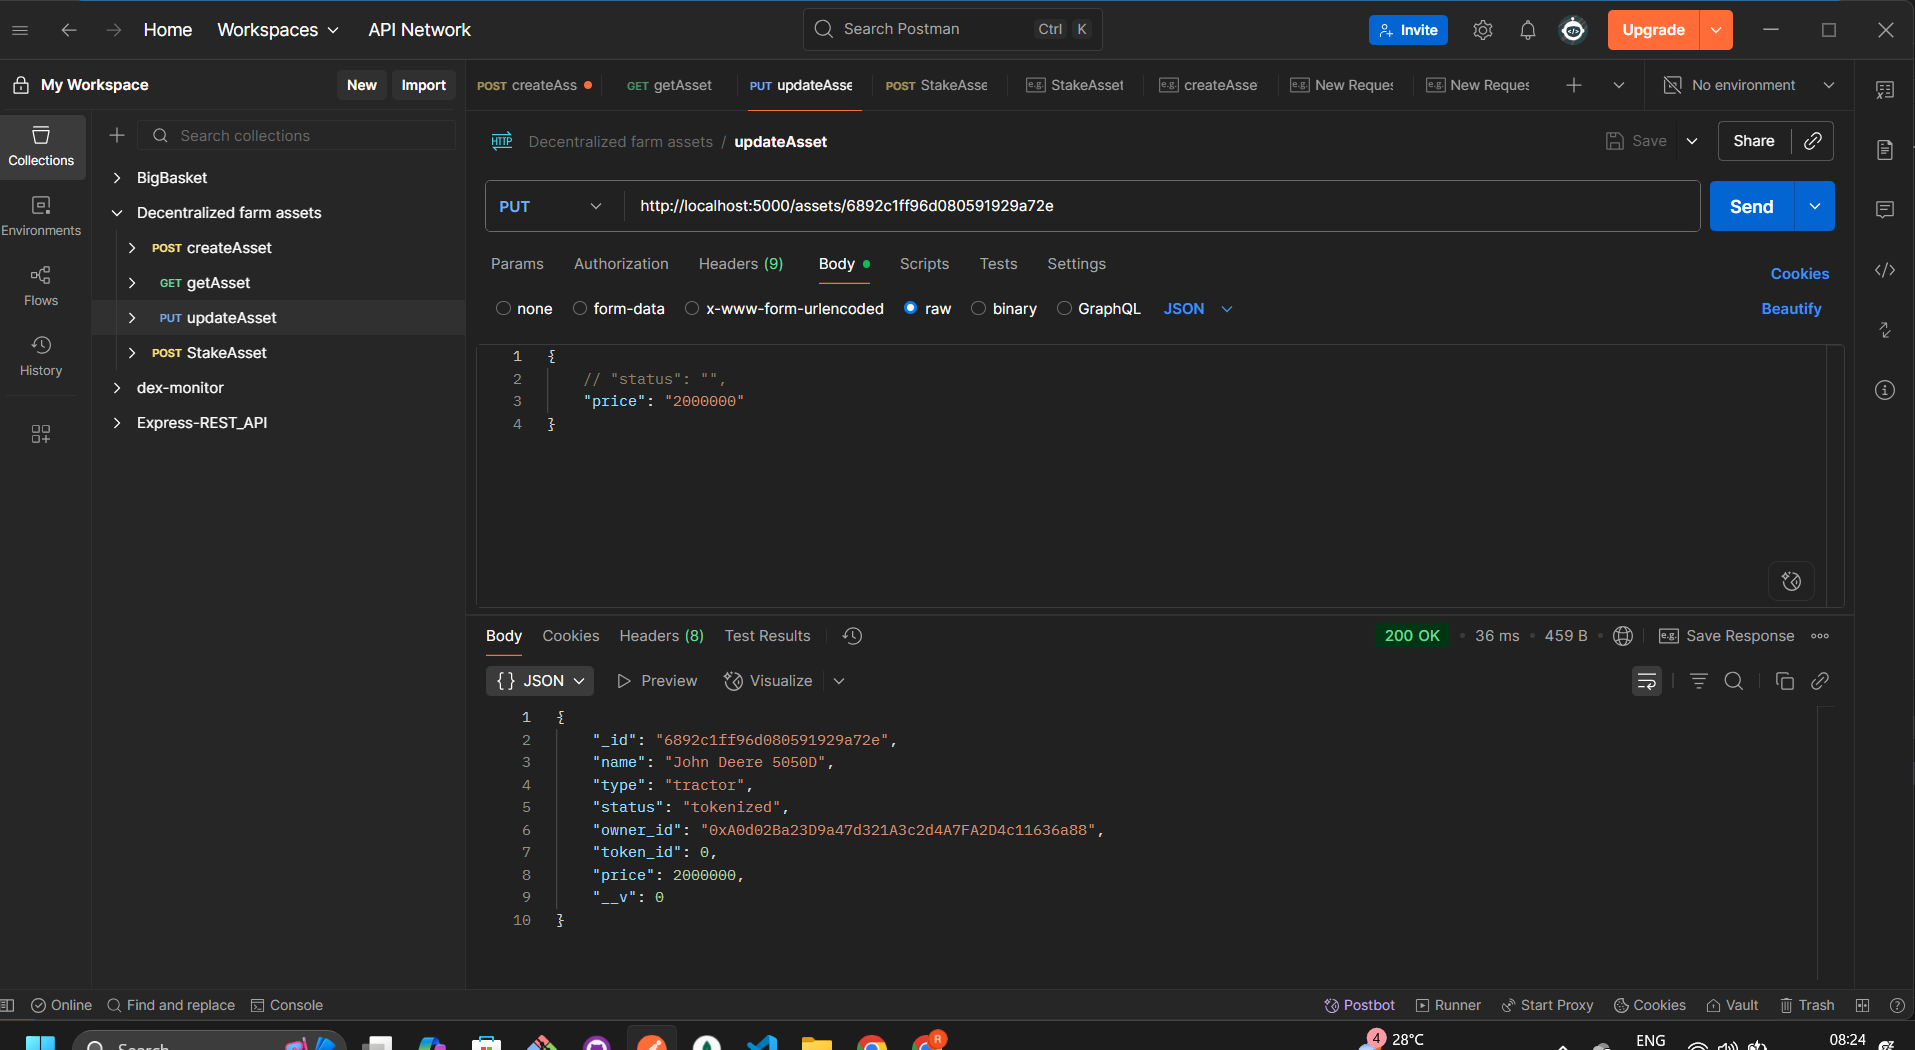 Home Workspaces API Network Search Postman Ctrl K Invite Upgrade
My Workspace New Import POST createAss GET getAsset PUT updateAsse POST StakeAsse e.g. StakeAsset e.g. createAsse e.g. New Reques e.g. New Reques No environment
Collections
Environments
Flows
History
Search collections
BigBasket
Decentralized farm assets
POST createAsset
GET getAsset
PUT updateAsset
POST StakeAsset
dex-monitor
Express-REST_API
HTTP Decentralized farm assets / updateAsset Save Share
PUT http://localhost:5000/assets/6892c1ff96d080591929a72e Send
Params Authorization Headers (9) Body Scripts Tests Settings Cookies
none form-data x-www-form-urlencoded raw binary GraphQL JSON Beautify
1 {
2 // "status": "",
3 "price": "2000000"
4 }
Body Cookies Headers (8) Test Results 200 OK 36 ms 459 B e.g. Save Response
{} JSON Preview Visualize
1 {
2 "_id": "6892c1ff96d080591929a72e",
3 "name": "John Deere 5050D",
4 "type": "tractor",
5 "status": "tokenized",
6 "owner_id": "0xA0d02Ba23D9a47d321A3c2d4A7FA2D4c11636a88",
7 "token_id": 0,
8 "price": 2000000,
9 "__v": 0
10 }
Online Find and replace Console Postbot Runner Start Proxy Cookies Vault Trash
Search R 4 28°C ENG 08:24